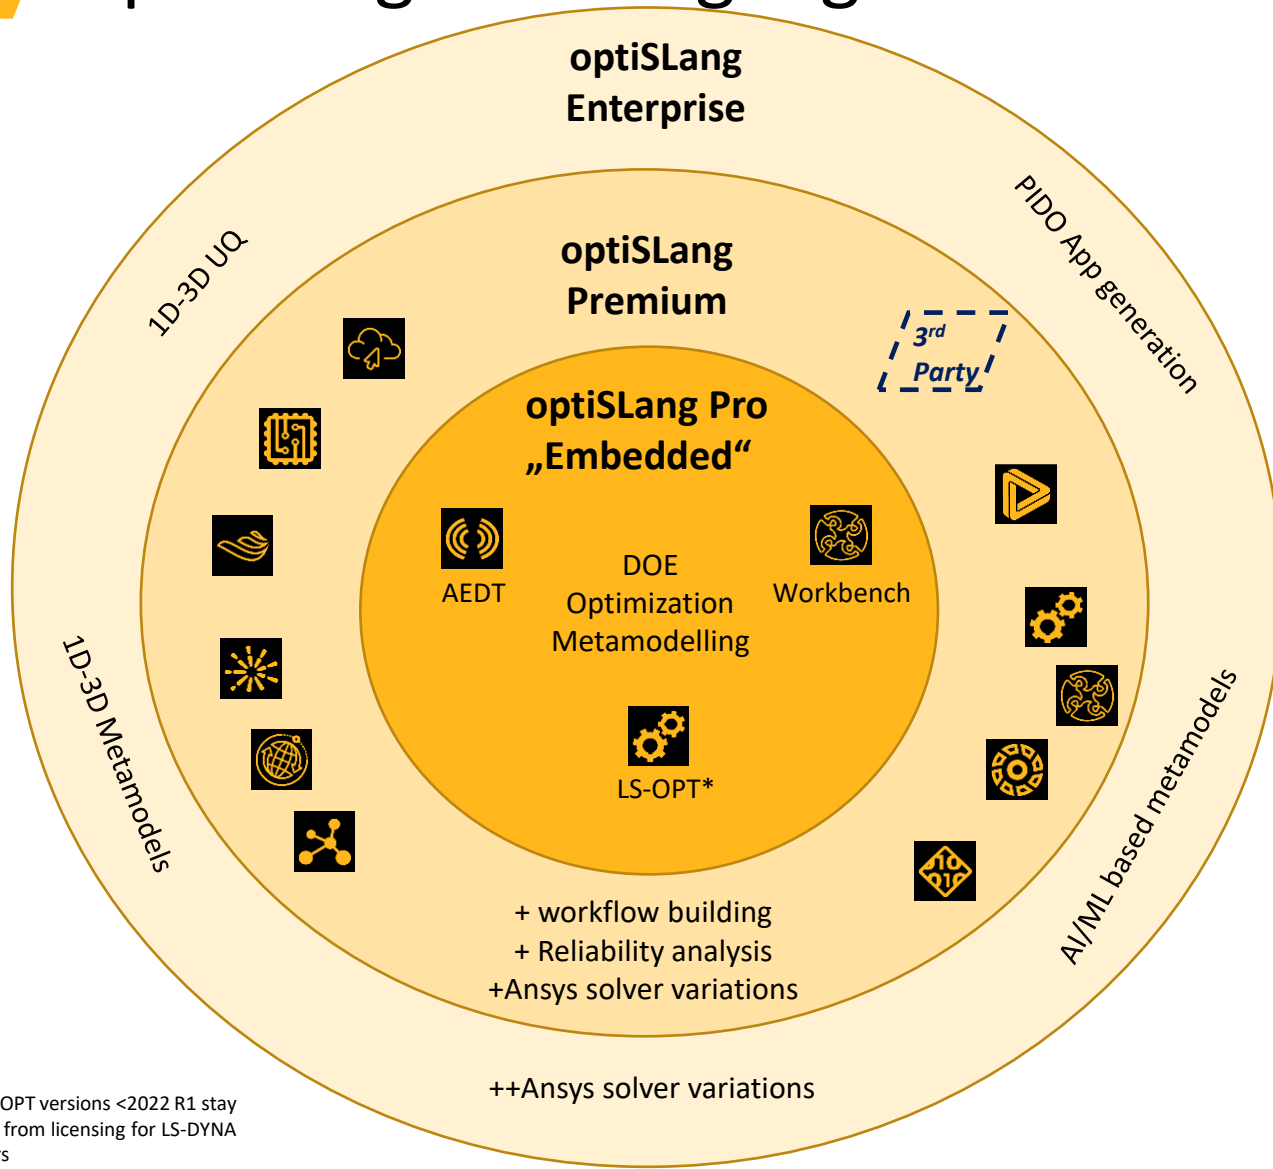 optiSLang
Enterprise
1D-3D UQ
PIDO App generation
optiSLang
Premium
3rd
Party
optiSLang Pro
„Embedded“
AEDT
DOE
Optimization
Metamodelling
Workbench
LS-OPT*
1D-3D Metamodels
AI/ML based metamodels
+ workflow building
+ Reliability analysis
+Ansys solver variations
++Ansys solver variations
OPT versions <2022 R1 stay
from licensing for LS-DYNA